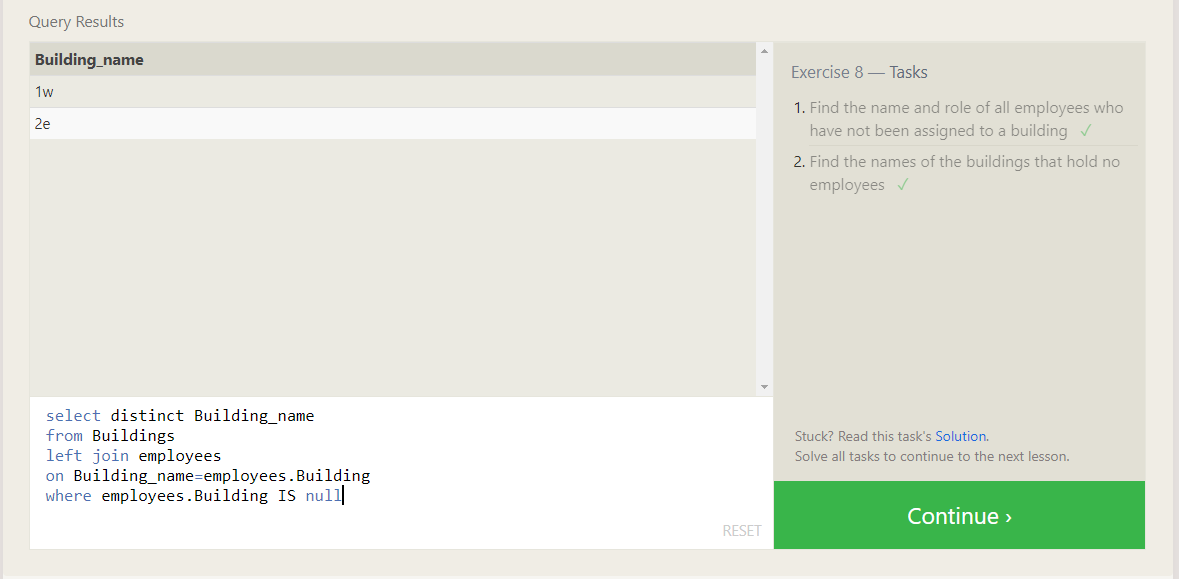 Query Results
Building_name
1w
2e
select distinct Building_name
from Buildings
left join employees
on Building_name=employees.Building
where employees.Building IS null
RESET
Exercise 8 — Tasks
1. Find the name and role of all employees who
have not been assigned to a building ✓
2. Find the names of the buildings that hold no
employees ✓
Stuck? Read this task's Solution.
Solve all tasks to continue to the next lesson.
Continue ›